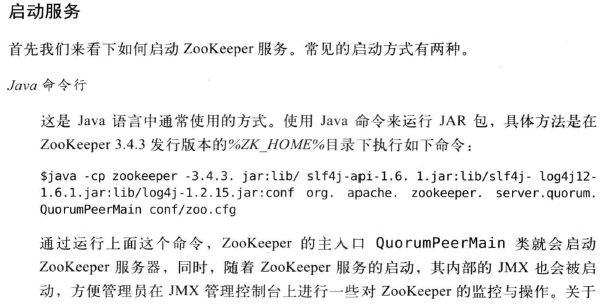 启动服务
首先我们来看下如何启动 ZooKeeper 服务。常见的启动方式有两种。
Java 命令行
这是 Java 语言中通常使用的方式。使用 Java 命令来运行 JAR 包，具体方法是在
ZooKeeper 3.4.3 发行版本的%ZK_HOME%目录下执行如下命令：
$java -cp zookeeper -3.4.3. jar:lib/ slf4j-api-1.6. 1.jar:lib/slf4j- log4j12-
1.6.1.jar:lib/log4j-1.2.15.jar:conf org. apache. zookeeper. server.quorum.
QuorumPeerMain conf/zoo.cfg
通过运行上面这个命令，ZooKeeper 的主入口 QuorumPeerMain 类就会启动
ZooKeeper 服务器，同时，随着 ZooKeeper 服务的启动，其内部的 JMX 也会被启
动，方便管理员在 JMX 管理控制台上进行一些对 ZooKeeper 的监控与操作。关于